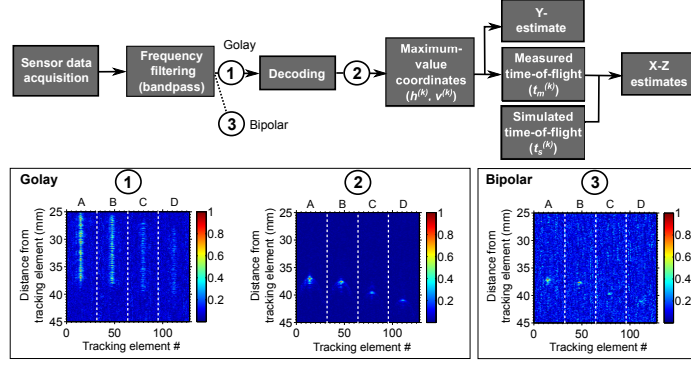 Sensor data
acquisition
Frequency
filtering
(bandpass)
Golay
1
Decoding
2
3
Bipolar
Maximum-
value
coordinates
(h(k), v(k))
Y-
estimate
Measured
time-of-flight
(tm(k))
Simulated
time-of-flight
(ts(k))
X-Z
estimates
Golay
1
A B C D
Distance from
tracking element (mm)
25
30
35
40
45
0 50 100
Tracking element #
1
0.8
0.6
0.4
0.2
2
A B C D
Distance from
tracking element (mm)
25
30
35
40
45
0 50 100
Tracking element #
1
0.8
0.6
0.4
0.2
Bipolar
3
A B C D
Distance from
tracking element (mm)
25
30
35
40
45
0 50 100
Tracking element #
1
0.8
0.6
0.4
0.2